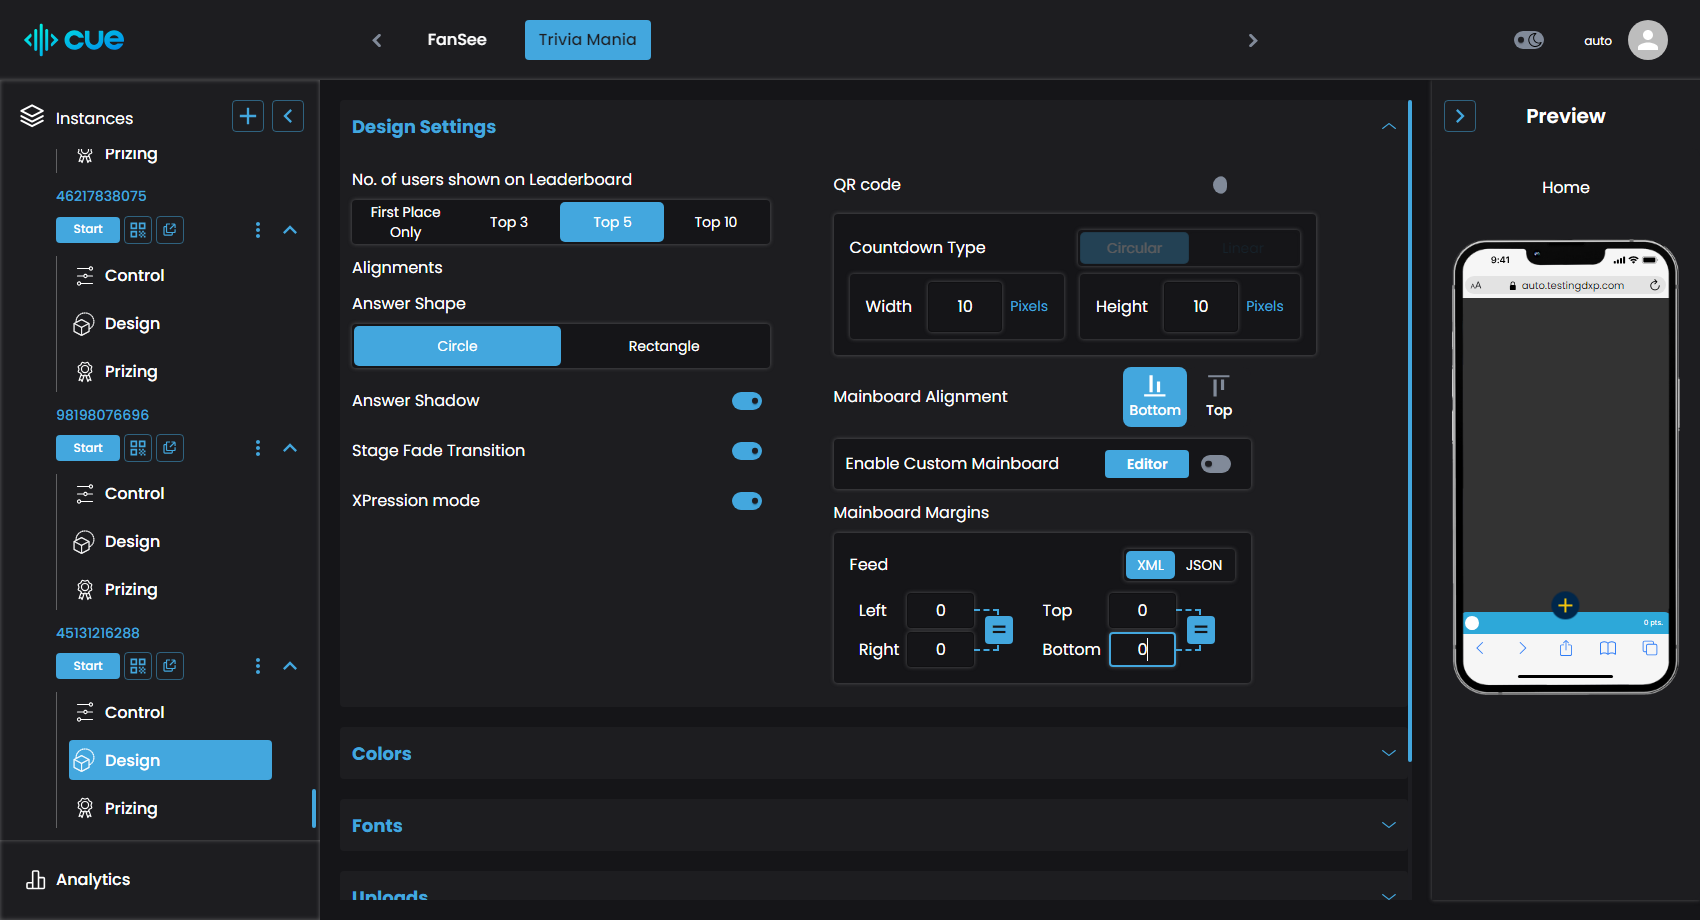 cue
FanSee
Trivia Mania
auto
Instances
Prizing
46217838075
Start
Control
Design
Prizing
98198076696
Start
Control
Design
Prizing
45131216288
Start
Control
Design
Prizing
Analytics
Design Settings
No. of users shown on Leaderboard
First Place
Only
Top 3
Top 5
Top 10
Alignments
Answer Shape
Circle
Rectangle
Answer Shadow
Stage Fade Transition
XPression mode
QR code
Countdown Type
Circular
Linear
Width
10
Pixels
Height
10
Pixels
Mainboard Alignment
Bottom
Top
Enable Custom Mainboard
Editor
Mainboard Margins
Feed
XML
JSON
Left
0
Top
0
Right
0
Bottom
0
Colors
Fonts
Uploads
Preview
Home
9:41
AA
auto.testingdxp.com
0 pts.